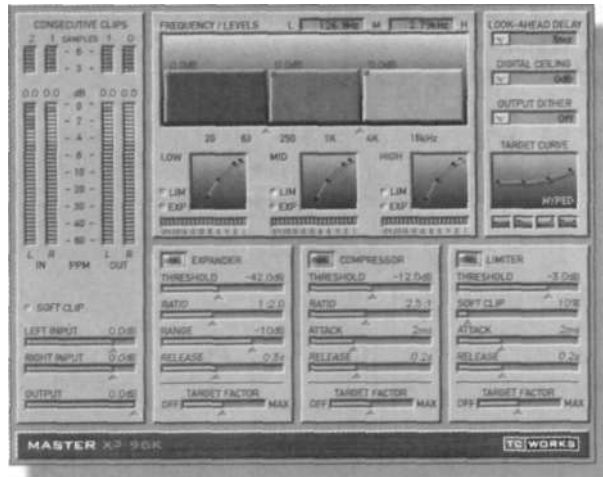 CONSECUTIVE CLIPS
2 1 SAMPLES 1 0
- 6 -
- 3 -
0.0 0.0 dB 0.0 0.0
- 0 -
- 2 -
- 4 -
- 6 -
- 10 -
- 20 -
- 30 -
- 40 -
- 60 -
L R L R
IN PPM OUT
SOFT CLIP
LEFT INPUT 0.0dB
RIGHT INPUT 0.0dB
OUTPUT 0.0dB
FREQUENCY / LEVELS L 126.9Hz M 2.79kHz H
0.0dB 0.0dB 0.0dB
20 63 250 1K 4K 16kHz
LOW MID HIGH
LIM LIM LIM
EXP EXP EXP
LOOK-AHEAD DELAY
DIGITAL CEILING
0dB
OUTPUT DITHER
Off
TARGET CURVE
HYPED
EXPANDER
THRESHOLD -42.0dB
RATIO 1:2.0
RANGE -10dB
RELEASE 0.5s
TARGET FACTOR
OFF MAX
COMPRESSOR
THRESHOLD -12.0dB
RATIO 2.5:1
ATTACK 2ms
RELEASE 0.2s
TARGET FACTOR
OFF MAX
LIMITER
THRESHOLD -3.0dB
SOFT CLIP 10%
ATTACK 2ms
RELEASE 0.2s
TARGET FACTOR
OFF MAX
MASTER X3 96K
TC WORKS